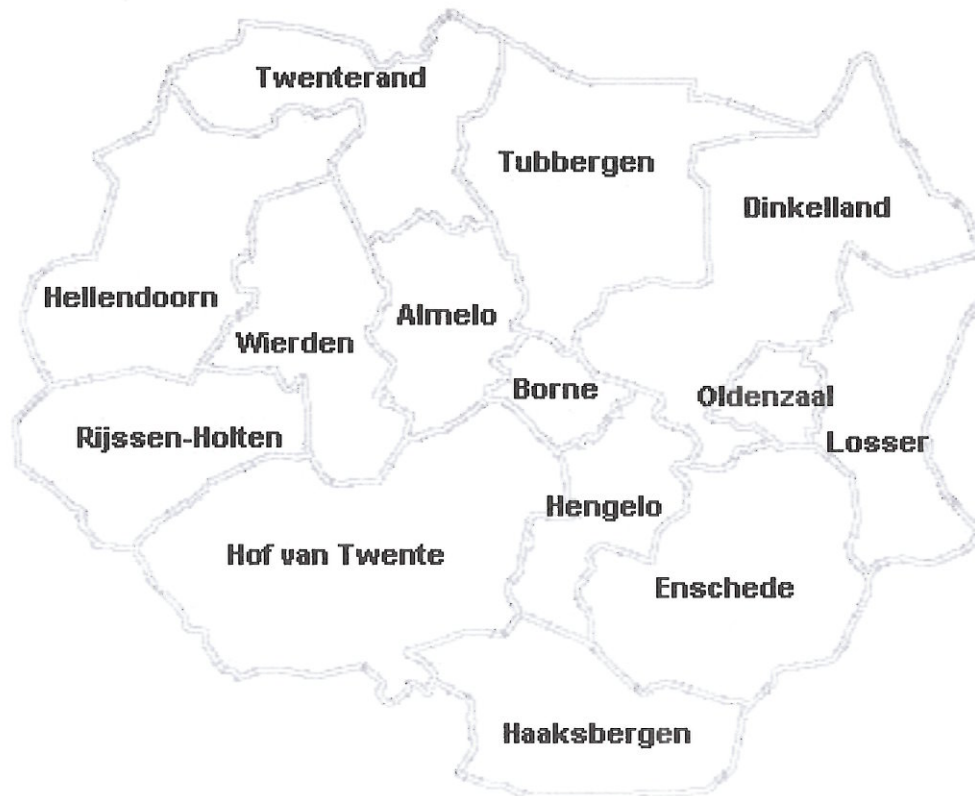 Twenterand
Tubbergen
Dinkelland
Hellendoorn
Almelo
Wierden
Borne
Oldenzaal
Rijssen-Holten
Losser
Hengelo
Hof van Twente
Enschede
Haaksbergen